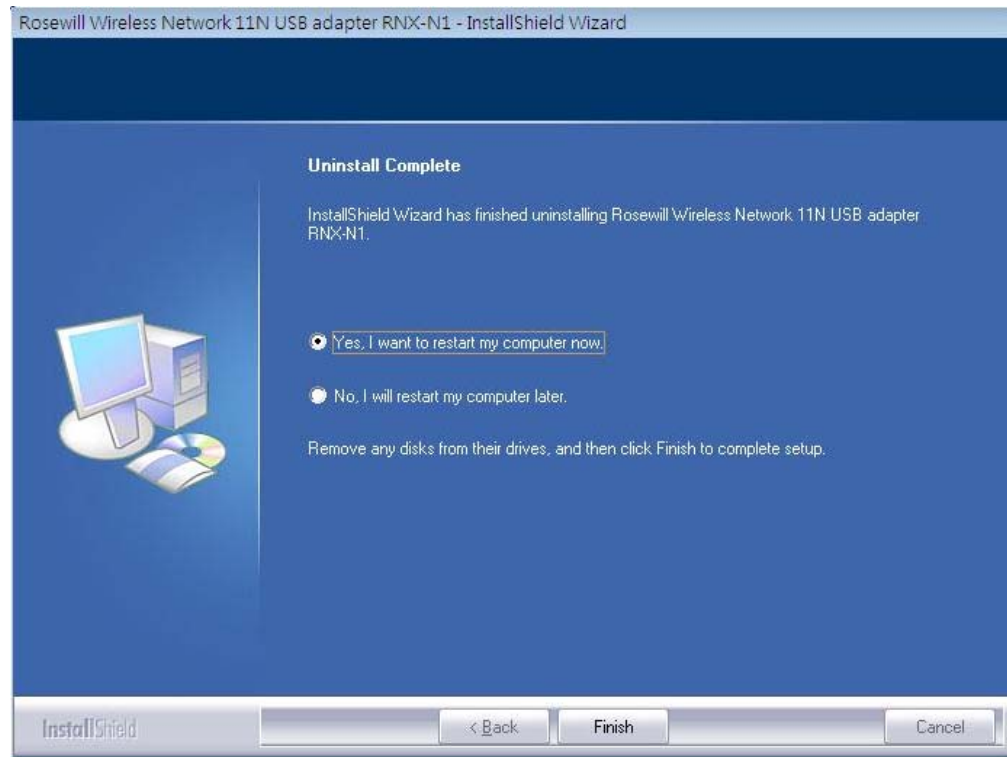 Rosewill Wireless Network 11N USB adapter RNX-N1 - InstallShield Wizard
Uninstall Complete
InstallShield Wizard has finished uninstalling Rosewill Wireless Network 11N USB adapter
RNX-N1.
Yes, I want to restart my computer now.
No, I will restart my computer later.
Remove any disks from their drives, and then click Finish to complete setup.
InstallShield
< Back
Finish
Cancel